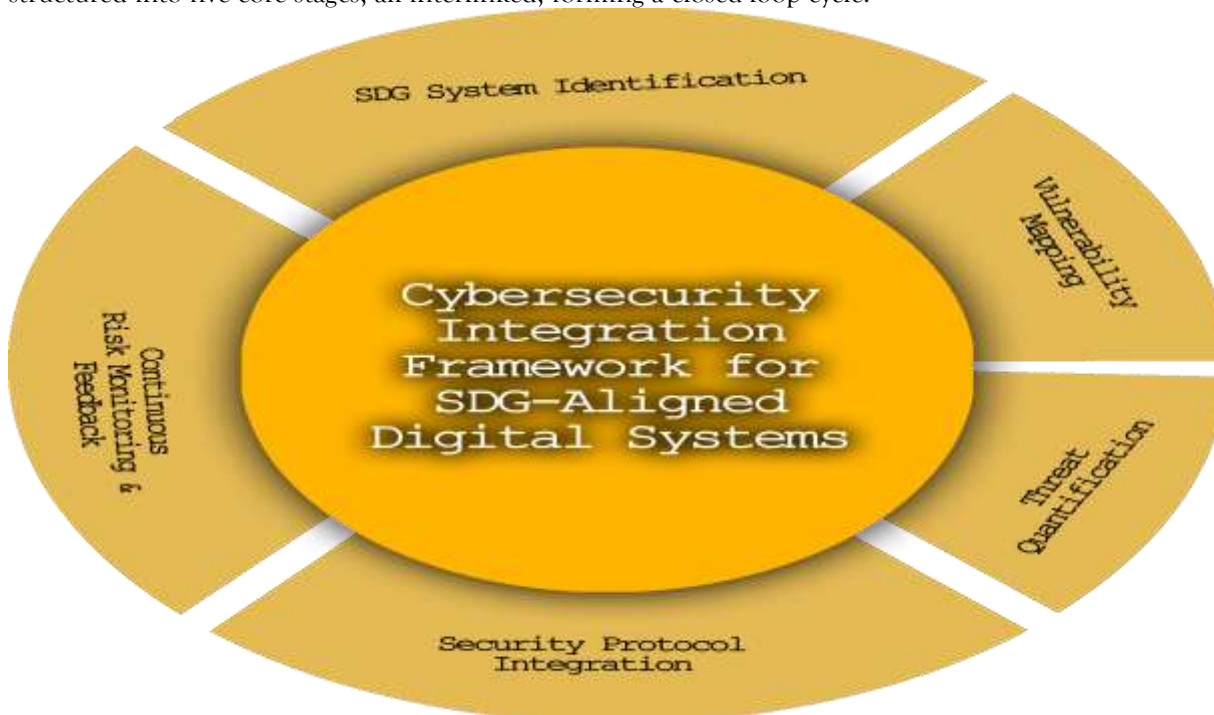 structured into five core stages, all interlinked, forming a closed loop cycle.
SDG System Identification
Vulnerability
Mapping
Cybersecurity
Integration
Framework for
SDG-Aligned
Digital Systems
Continuous
Risk Monitoring &
Feedback
Threat
Quantification
Security Protocol
Integration